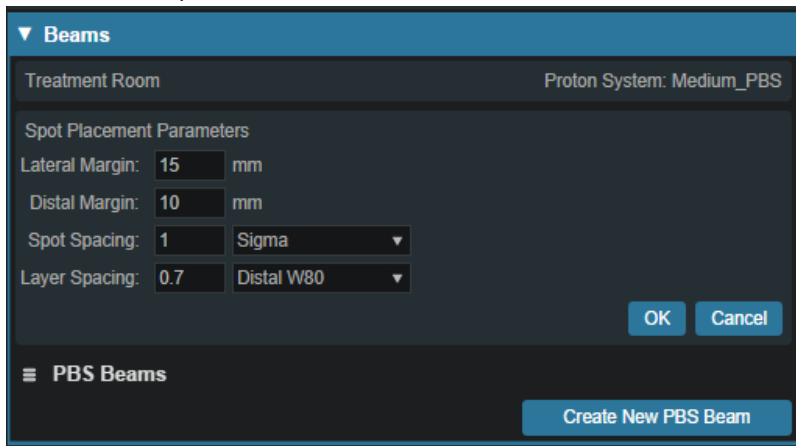 ▼ Beams
Treatment Room Proton System: Medium_PBS
Spot Placement Parameters
Lateral Margin: 15 mm
Distal Margin: 10 mm
Spot Spacing: 1 Sigma ▼
Layer Spacing: 0.7 Distal W80 ▼
OK Cancel
≡ PBS Beams
Create New PBS Beam